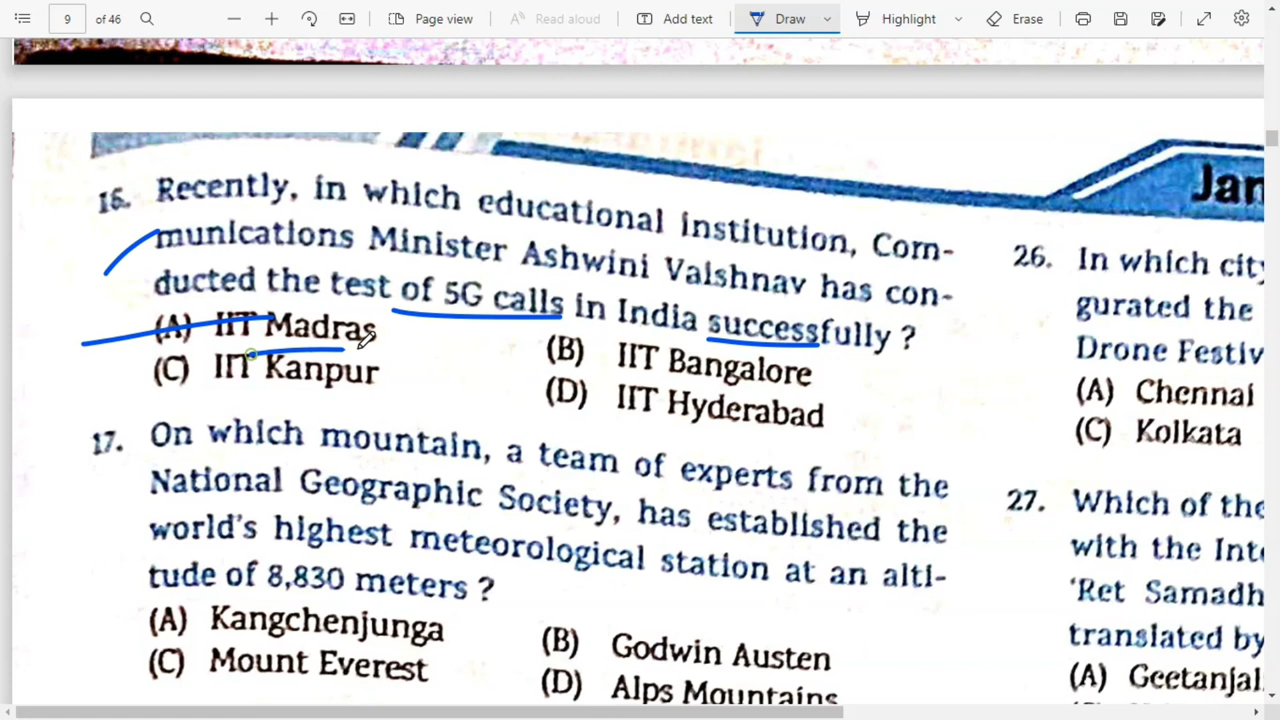 9 of 46
Page view
Read aloud
Add text
Draw
Highlight
Erase
Jan
16. Recently, in which educational institution, Com-
munications Minister Ashwini Vaishnav has con-
ducted the test of 5G calls in India successfully ?
(A) IIT Madras
(B) IIT Bangalore
(C) IIT Kanpur
(D) IIT Hyderabad
17. On which mountain, a team of experts from the
National Geographic Society, has established the
world's highest meteorological station at an alti-
tude of 8,830 meters ?
(A) Kangchenjunga
(B) Godwin Austen
(C) Mount Everest
(D) Alps Mountains
26. In which city
gurated the
Drone Festiv
(A) Chennai
(C) Kolkata
27. Which of the
with the Inte
'Ret Samadh
translated by
(A) Geetanjal